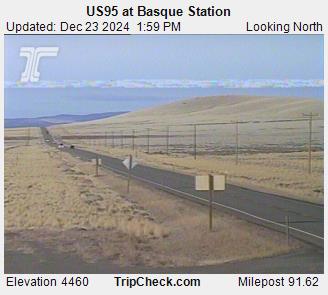 US95 at Basque Station
Updated: Dec 23 2024 1:59 PM Looking North
Elevation 4460 TripCheck.com Milepost 91.62